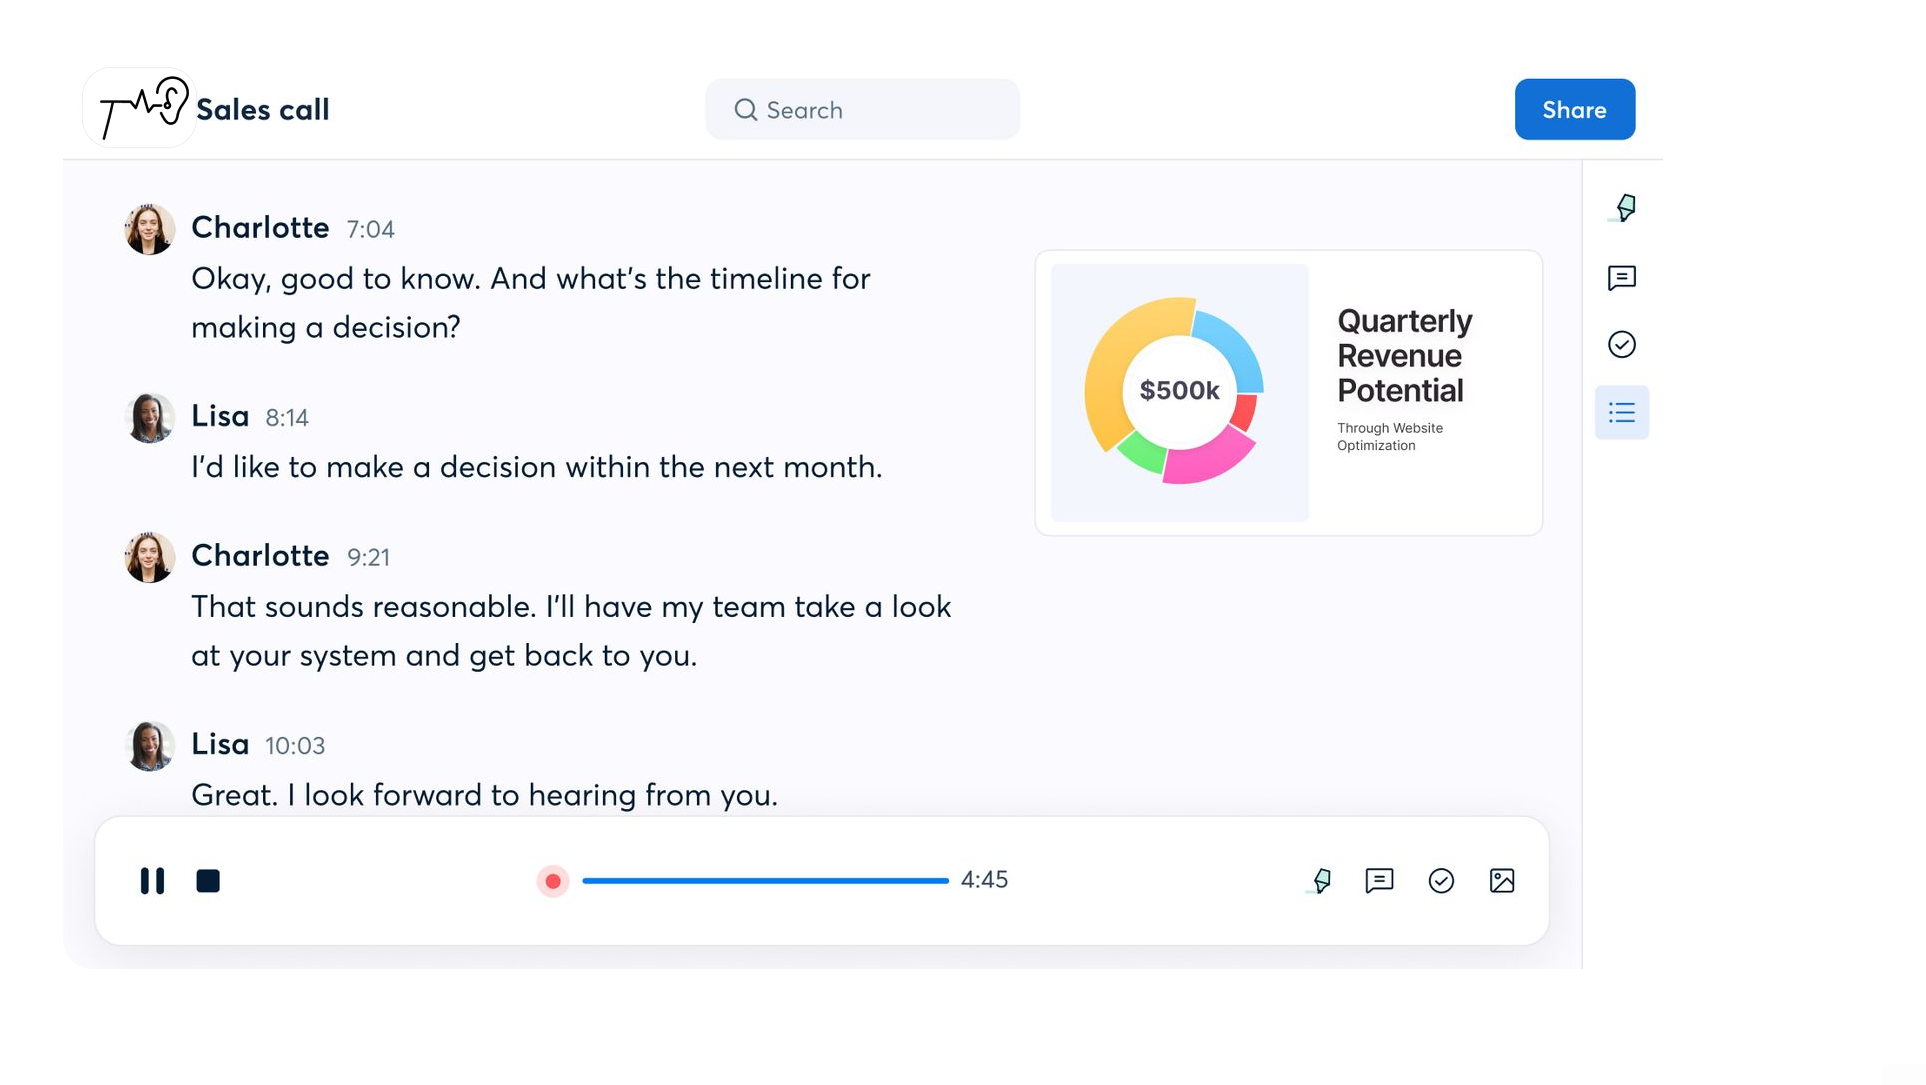 Sales call
Search
Share
Charlotte 7:04
Okay, good to know. And what's the timeline for
making a decision?
Lisa 8:14
I'd like to make a decision within the next month.
Charlotte 9:21
That sounds reasonable. I'll have my team take a look
at your system and get back to you.
Lisa 10:03
Great. I look forward to hearing from you.
$500k
Quarterly
Revenue
Potential
Through Website
Optimization
4:45